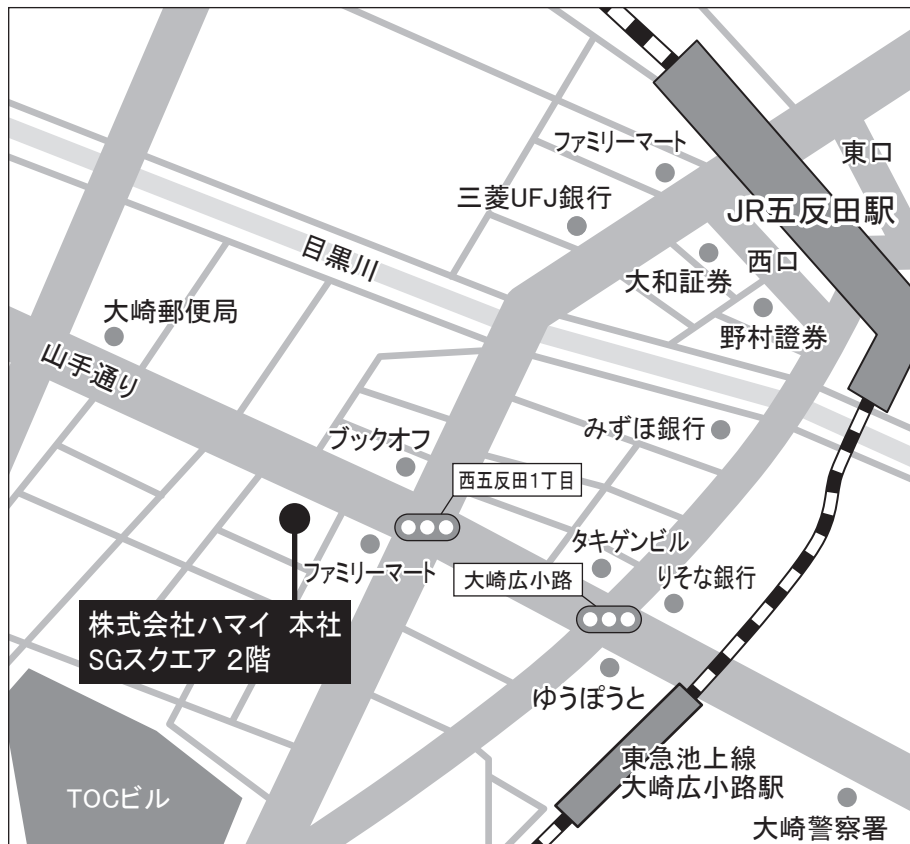 ファミリーマート
東口
三菱UFJ銀行
JR五反田駅
目黒川
大和証券
西口
大崎郵便局
野村證券
山手通り
みずほ銀行
ブックオフ
西五反田1丁目
タキゲンビル
ファミリーマート
大崎広小路
りそな銀行
株式会社ハマイ 本社
SGスクエア 2階
ゆうぽうと
東急池上線
大崎広小路駅
TOCビル
大崎警察署